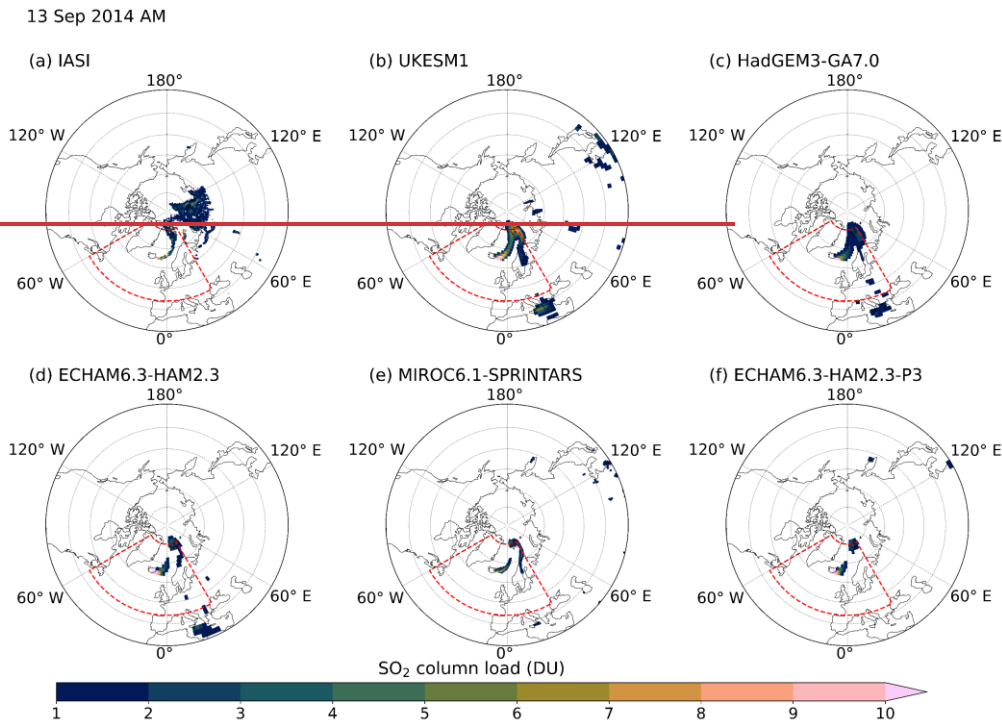 13 Sep 2014 AM
(a) IASI
(b) UKESM1
(c) HadGEM3-GA7.0
180° 180° 180°
120° W 120° E 120° W 120° E 120° W 120° E
60° W 60° E 60° W 60° E 60° W 60° E
0° 0° 0°
(d) ECHAM6.3-HAM2.3
(e) MIROC6.1-SPRINTARS
(f) ECHAM6.3-HAM2.3-P3
180° 180° 180°
120° W 120° E 120° W 120° E 120° W 120° E
60° W 60° E 60° W 60° E 60° W 60° E
0° 0° 0°
SO₂ column load (DU)
1 2 3 4 5 6 7 8 9 10